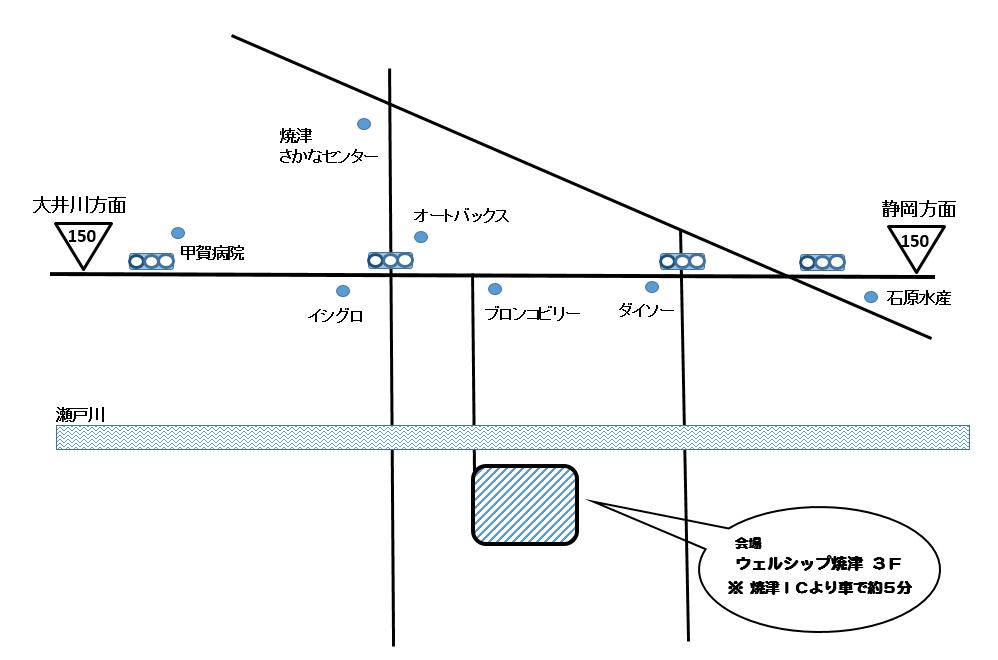 焼津
さかなセンター
大井川方面
150
甲賀病院
オートバックス
静岡方面
150
イシグロ
ブロンコビリー
ダイソー
石原水産
瀬戸川
会場
ウェルシップ焼津 3F
※ 焼津ICより車で約5分